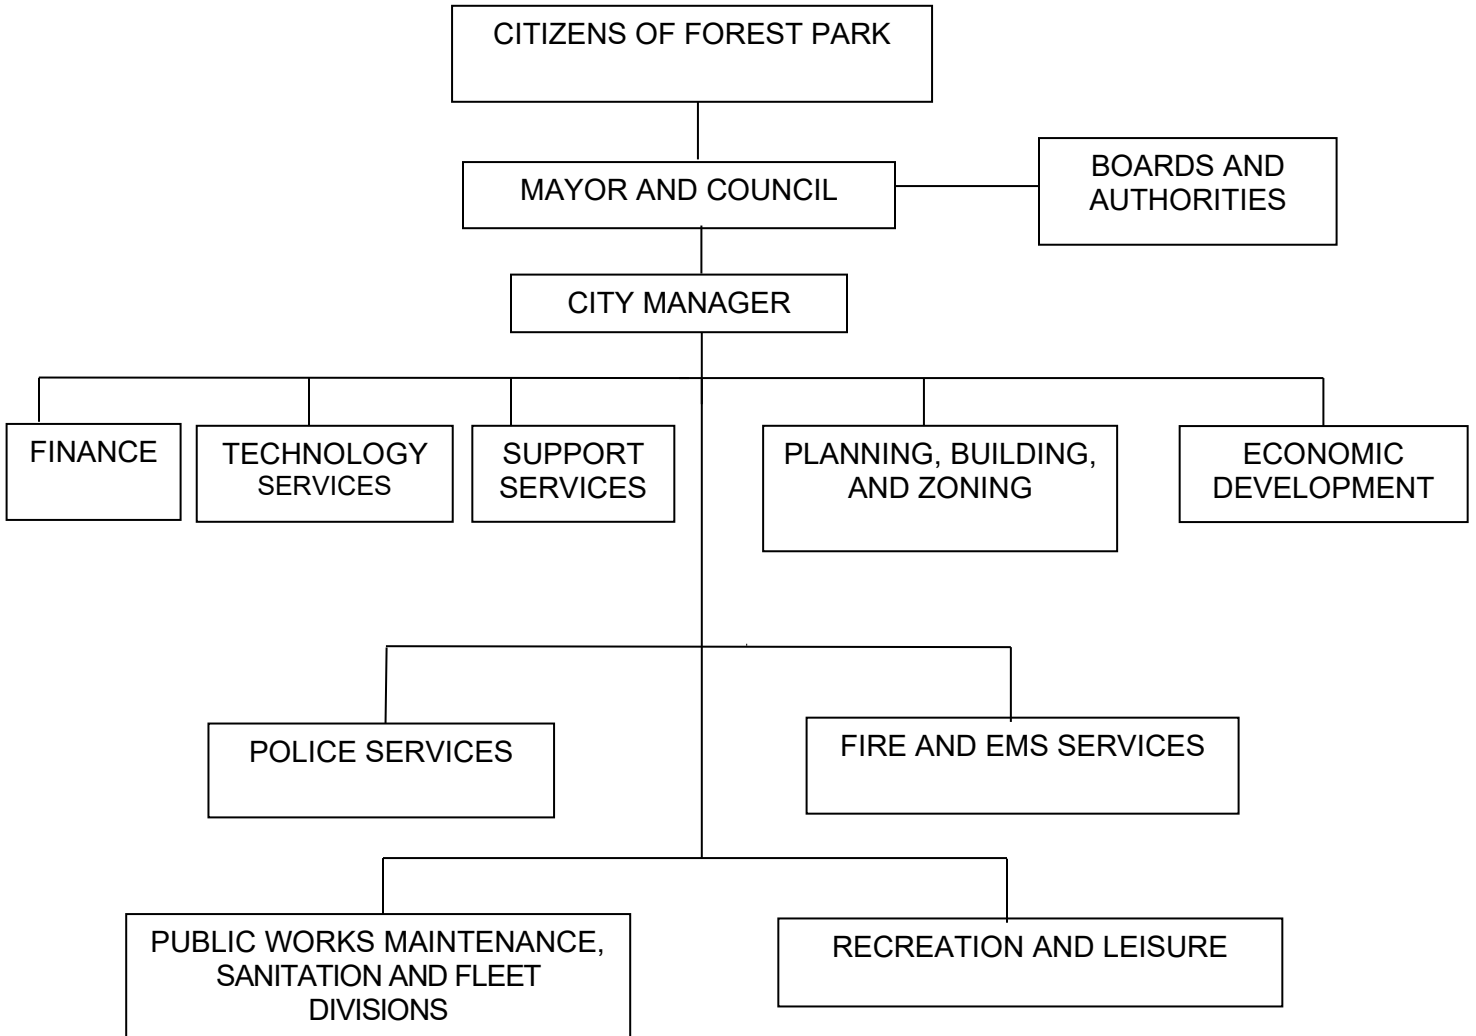 CITIZENS OF FOREST PARK
MAYOR AND COUNCIL
BOARDS AND
AUTHORITIES
CITY MANAGER
FINANCE
TECHNOLOGY
SERVICES
SUPPORT
SERVICES
PLANNING, BUILDING,
AND ZONING
ECONOMIC
DEVELOPMENT
POLICE SERVICES
FIRE AND EMS SERVICES
PUBLIC WORKS MAINTENANCE,
SANITATION AND FLEET
DIVISIONS
RECREATION AND LEISURE